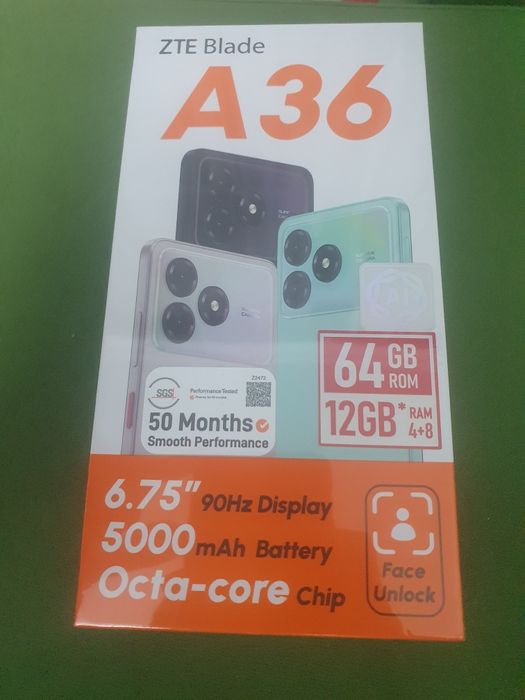 ZTE Blade
A36
64 GB ROM
12GB* RAM 4+8
SGS
Performance Tested
Z2472
50 Months
Smooth Performance
6.75" 90Hz Display
5000mAh Battery
Octa-core Chip
Face
Unlock